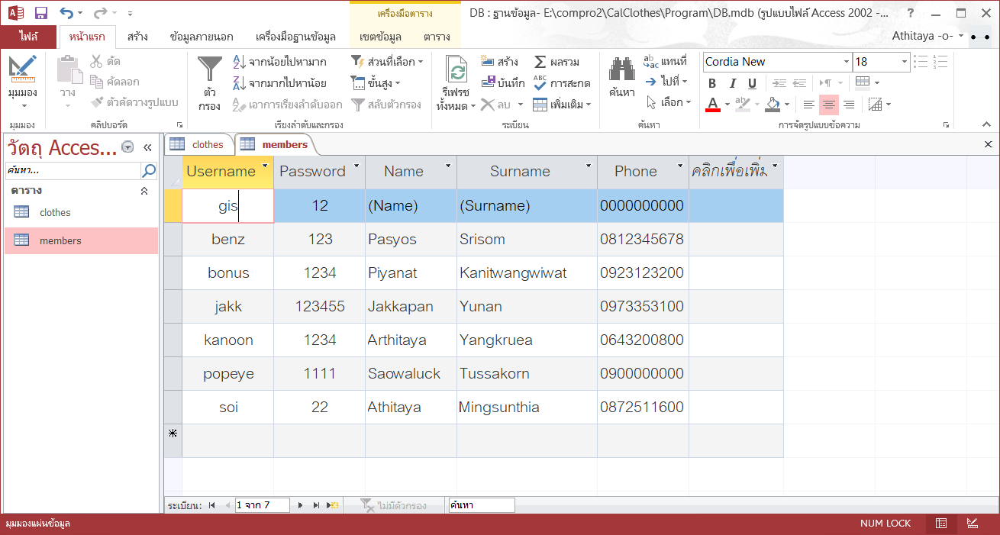 เครื่องมือตาราง
DB : ฐานข้อมูล- E:\compro2\CalClothes\Program\DB.mdb (รูปแบบไฟล์ Access 2002 -...
ไฟล์ หน้าแรก สร้าง ข้อมูลภายนอก เครื่องมือฐานข้อมูล เขตข้อมูล ตาราง
Athitaya -o-
มุมมอง
มุมมอง
วาง
ตัด
คัดลอก
ตัวคัดวางรูปแบบ
คลิปบอร์ด
ตัวกรอง
จากน้อยไปหามาก
จากมากไปหาน้อย
เอาการเรียงลำดับออก
ส่วนที่เลือก
ขั้นสูง
สลับตัวกรอง
เรียงลำดับและกรอง
รีเฟรช
ทั้งหมด
สร้าง
บันทึก
ลบ
ผลรวม
การสะกด
เพิ่มเติม
ระเบียน
ค้นหา
แทนที่
ไปที่
เลือก
ค้นหา
Cordia New 18
B I U
การจัดรูปแบบข้อความ
วัตถุ Acces...
ค้นหา...
ตาราง
clothes
members
clothes members
Username Password Name Surname Phone คลิกเพื่อเพิ่ม
gis 12 (Name) (Surname) 0000000000
benz 123 Pasyos Srisom 0812345678
bonus 1234 Piyanat Kanitwangwiwat 0923123200
jakk 123455 Jakkapan Yunan 0973353100
kanoon 1234 Arthitaya Yangkruea 0643200800
popeye 1111 Saowaluck Tussakorn 0900000000
soi 22 Athitaya Mingsunthia 0872511600
ระเบียน: 1 จาก 7 ไม่มีตัวกรอง ค้นหา
มุมมองแผ่นข้อมูล
NUM LOCK